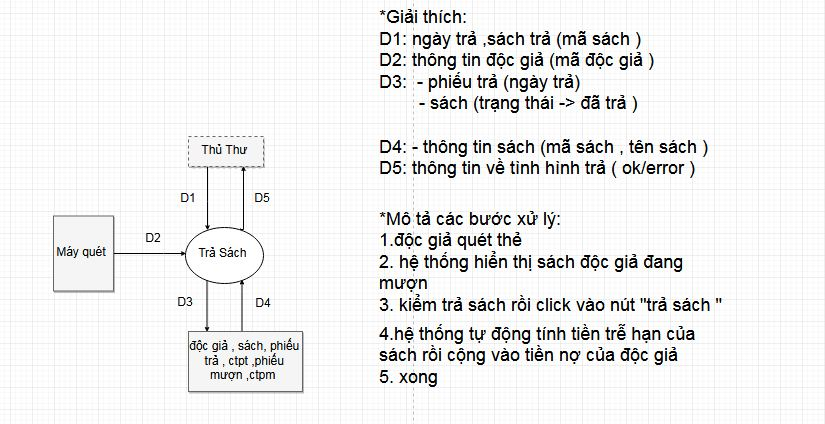 *Giải thích:
D1: ngày trả ,sách trả (mã sách )
D2: thông tin độc giả (mã độc giả )
D3: - phiếu trả (ngày trả)
- sách (trạng thái -> đã trả )
D4: - thông tin sách (mã sách , tên sách )
D5: thông tin về tình hình trả ( ok/error )
*Mô tả các bước xử lý:
1.độc giả quét thẻ
2. hệ thống hiển thị sách độc giả đang
mượn
3. kiểm trả sách rồi click vào nút "trả sách "
4.hệ thống tự động tính tiền trễ hạn của
sách rồi cộng vào tiền nợ của độc giả
5. xong
Thủ Thư
D1
D5
Máy quét
D2
Trả Sách
D3
D4
độc giả , sách, phiếu
trả , ctpt ,phiếu
mượn ,ctpm